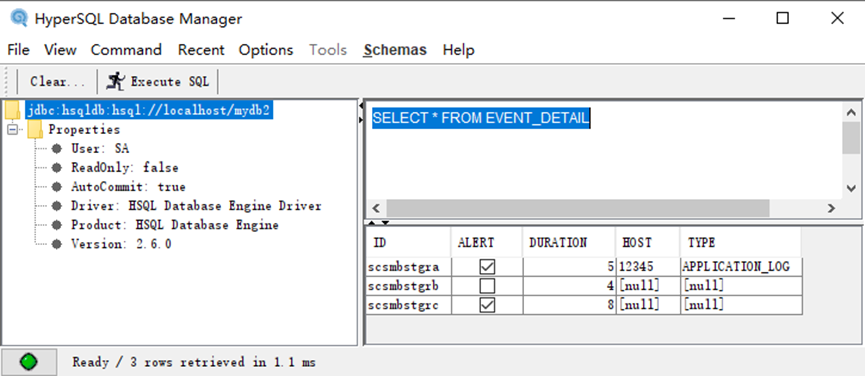 HyperSQL Database Manager
File View Command Recent Options Tools Schemas Help
Clear... Execute SQL
jdbc:hsqldb:hsql://localhost/mydb2
Properties
User: SA
ReadOnly: false
AutoCommit: true
Driver: HSQL Database Engine Driver
Product: HSQL Database Engine
Version: 2.6.0
SELECT * FROM EVENT_DETAIL
ID ALERT DURATION HOST TYPE
scsmbstgra 5 12345 APPLICATION_LOG
scsmbstgrb 4 [null] [null]
scsmbstgrc 8 [null] [null]
Ready / 3 rows retrieved in 1.1 ms